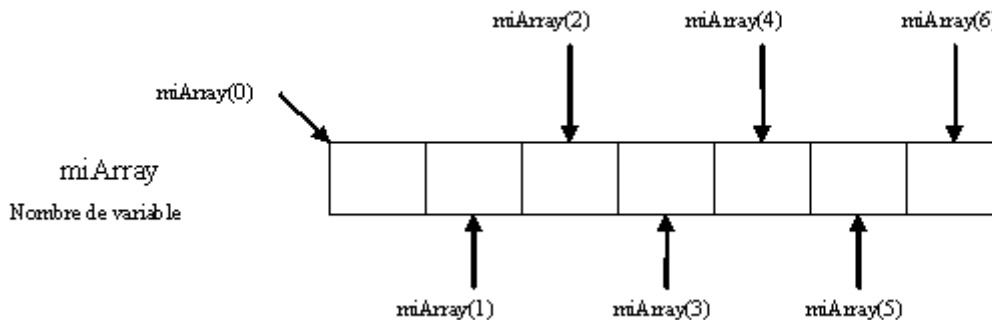 miArray(2)
miArray(4)
miArray(6)
miArray(0)
miArray
Nombre de variable
miArray(1)
miArray(3)
miArray(5)